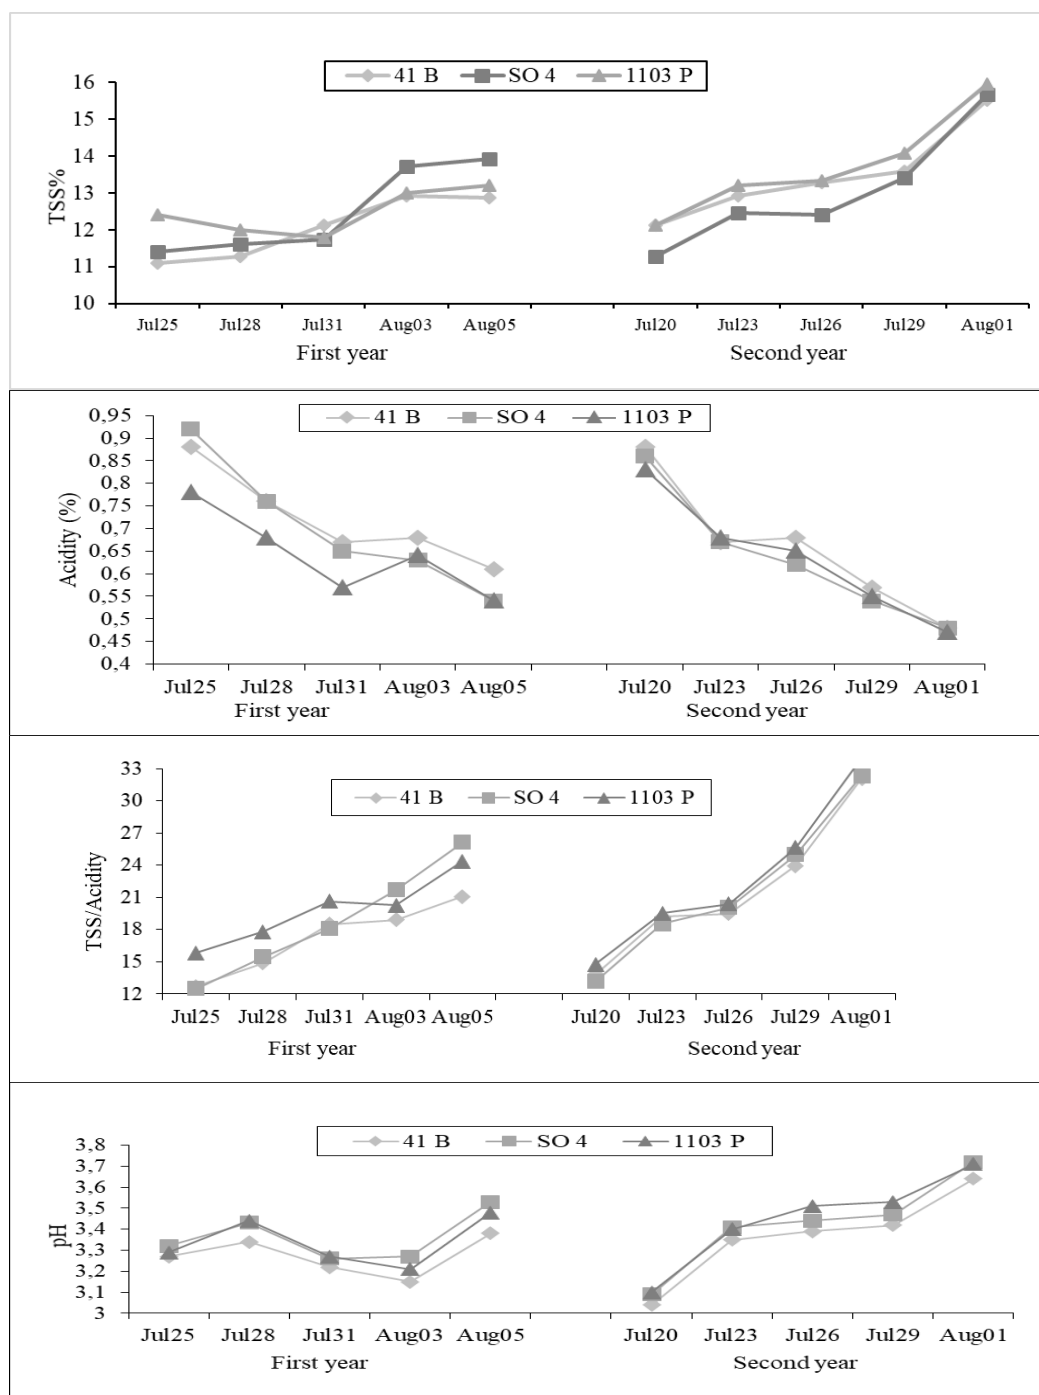 41 B SO 4 1103 P
TSS%
16
15
14
13
12
11
10
Jul25 Jul28 Jul31 Aug03 Aug05 Jul20 Jul23 Jul26 Jul29 Aug01
First year Second year
41 B SO 4 1103 P
Acidity (%)
0,95
0,9
0,85
0,8
0,75
0,7
0,65
0,6
0,55
0,5
0,45
0,4
Jul25 Jul28 Jul31 Aug03 Aug05 Jul20 Jul23 Jul26 Jul29 Aug01
First year Second year
41 B SO 4 1103 P
TSS/Acidity
33
30
27
24
21
18
15
12
Jul25 Jul28 Jul31 Aug03 Aug05 Jul20 Jul23 Jul26 Jul29 Aug01
First year Second year
41 B SO 4 1103 P
pH
3,8
3,7
3,6
3,5
3,4
3,3
3,2
3,1
3
Jul25 Jul28 Jul31 Aug03 Aug05 Jul20 Jul23 Jul26 Jul29 Aug01
First year Second year